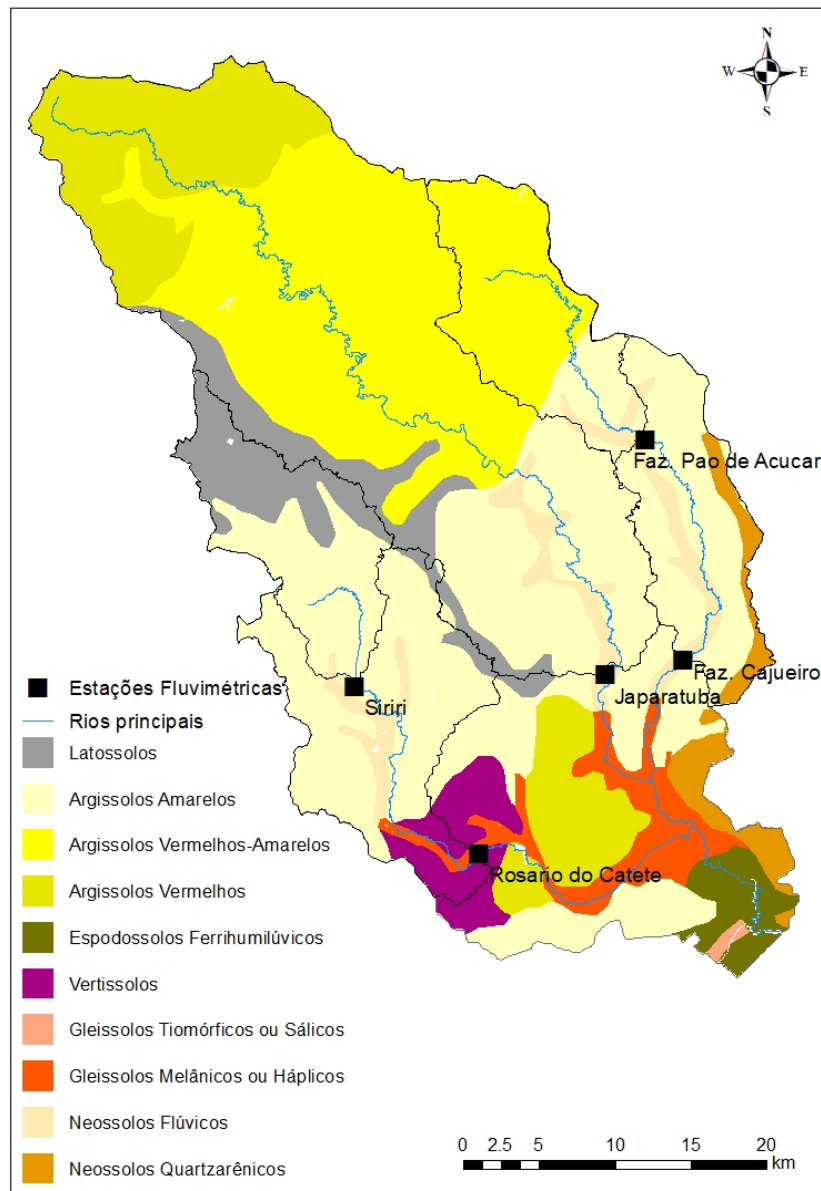 N
W E
S
Faz. Pao de Acucar
Faz. Cajueiro
Japaratuba
Siriri
Rosario do Catete
Estações Fluvimétricas
Rios principais
Latossolos
Argissolos Amarelos
Argissolos Vermelhos-Amarelos
Argissolos Vermelhos
Espodossolos Ferrihumilúvicos
Vertissolos
Gleissolos Tiomórficos ou Sálicos
Gleissolos Melânicos ou Háplicos
Neossolos Flúvicos
Neossolos Quartzarênicos
0 2.5 5 10 15 20
km